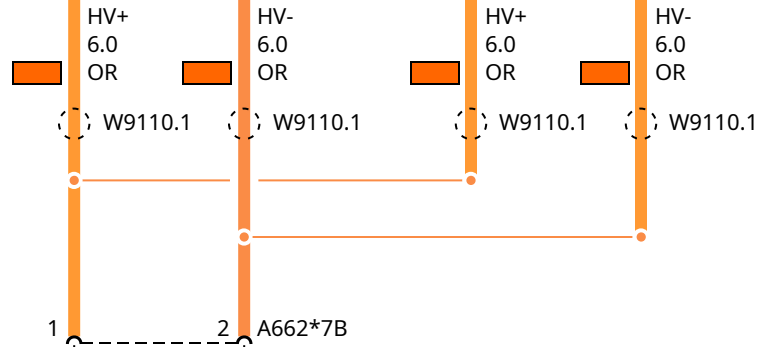 HV+ HV- HV+ HV-
6.0 6.0 6.0 6.0
OR OR OR OR
W9110.1 W9110.1 W9110.1 W9110.1
1 2 A662*7B